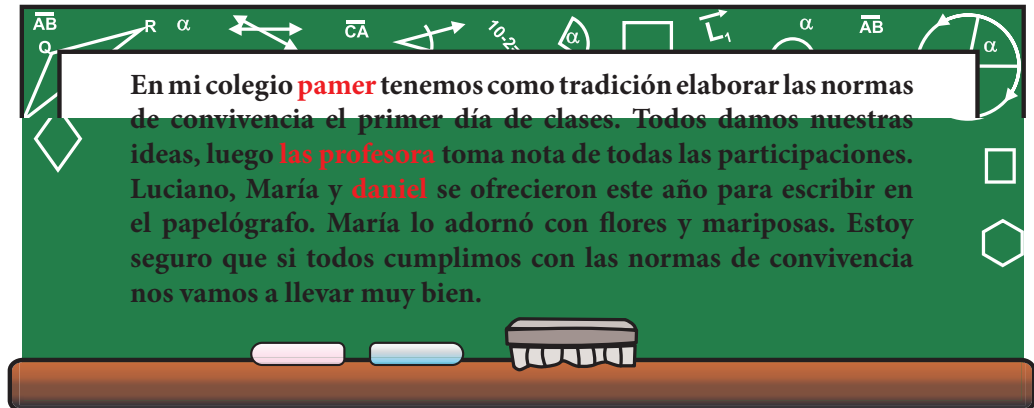 AB
Q
R
α
CA
10-2=
α
L1
α
AB
α
En mi colegio pamer tenemos como tradición elaborar las normas
de convivencia el primer día de clases. Todos damos nuestras
ideas, luego las profesora toma nota de todas las participaciones.
Luciano, María y daniel se ofrecieron este año para escribir en
el papelógrafo. María lo adornó con flores y mariposas. Estoy
seguro que si todos cumplimos con las normas de convivencia
nos vamos a llevar muy bien.